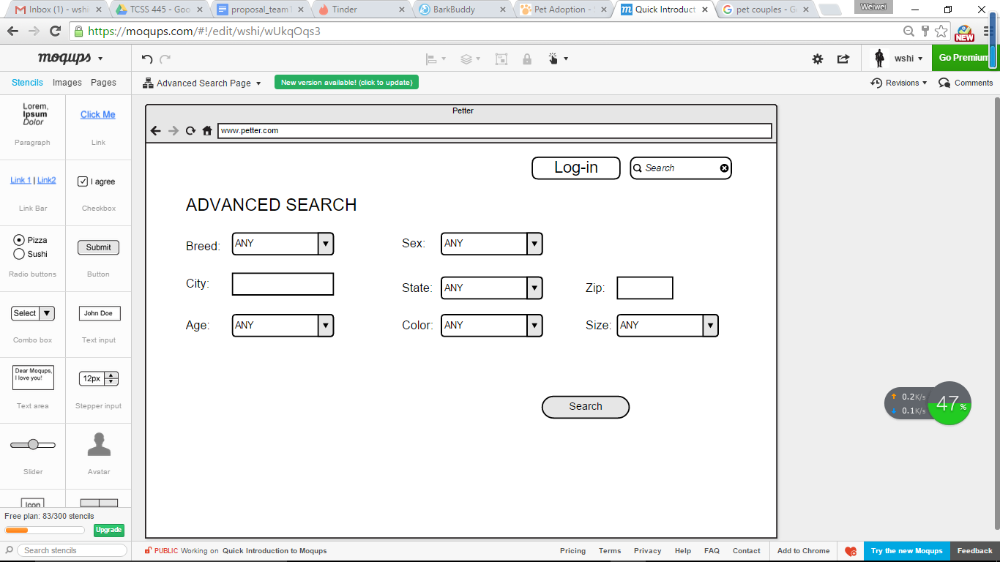 Inbox (1) - wshi
TCSS 445 - Goo
proposal_team1
Tinder
BarkBuddy
Pet Adoption -
Quick Introduct
pet couples - G
Weiwei
https://moqups.com/#!/edit/wshi/wUkqOqs3
NEW
moqups
wshi
Go Premium
Stencils Images Pages
Advanced Search Page
New version available! (click to update)
Revisions
Comments
Lorem,
Ipsum
Dolor
Paragraph
Click Me
Link
Link 1 | Link2
Link Bar
I agree
Checkbox
Pizza
Sushi
Radio buttons
Submit
Button
Select
Combo box
John Doe
Text input
Dear Moqups,
I love you!
Text area
12px
Stepper input
Slider
Avatar
Icon
Free plan: 83/300 stencils
Upgrade
Search stencils
Petter
www.petter.com
Log-in
Search
ADVANCED SEARCH
Breed: ANY
Sex: ANY
City:
State: ANY
Zip:
Age: ANY
Color: ANY
Size: ANY
Search
0.2K/s
0.1K/s
47%
PUBLIC Working on Quick Introduction to Moqups
Pricing Terms Privacy Help FAQ Contact
Add to Chrome
Try the new Moqups
Feedback